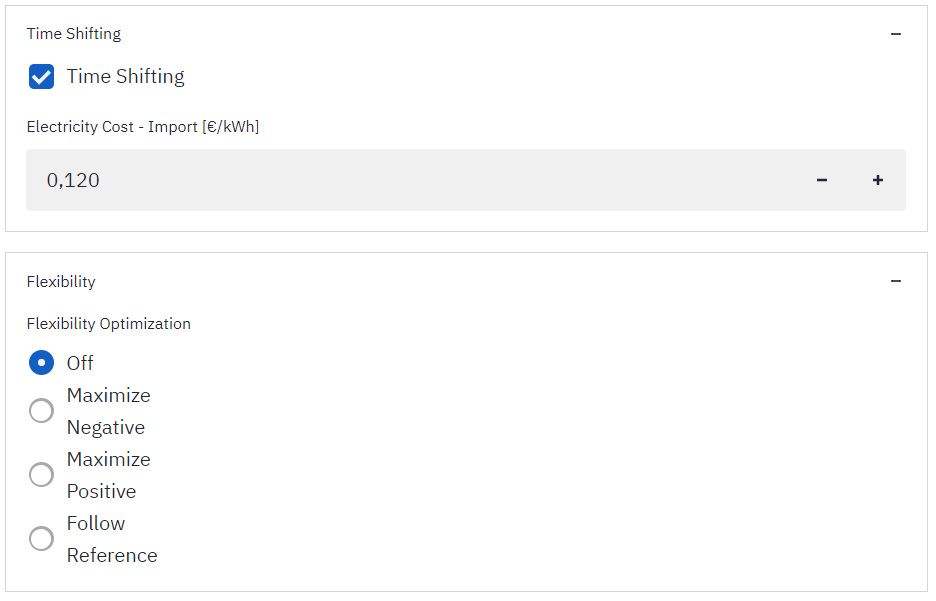 Time Shifting
Time Shifting
Electricity Cost - Import [€/kWh]
0,120
Flexibility
Flexibility Optimization
Off
Maximize
Negative
Maximize
Positive
Follow
Reference